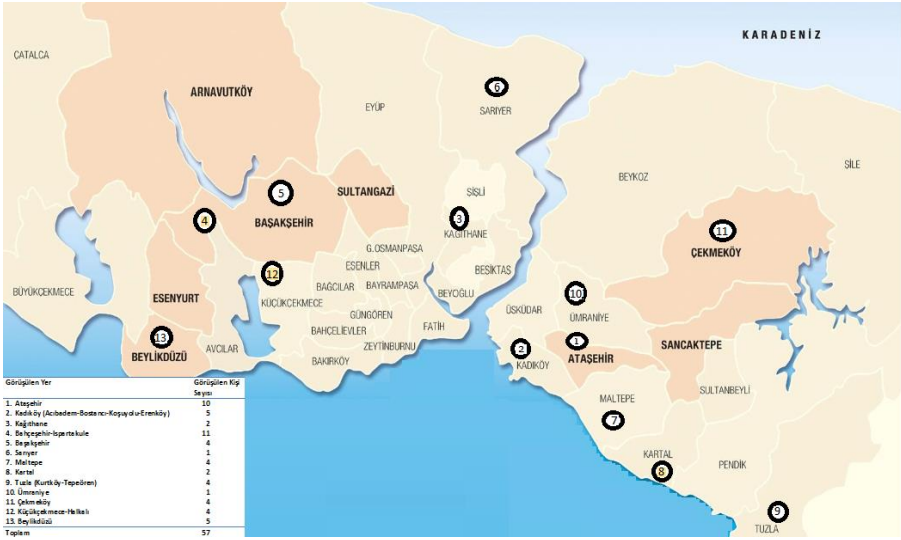 KARADENİZ
ÇATALCA
6
ARNAVUTKÖY
EYÜP
SARIYER
ŞİLE
BEYKOZ
5
SULTANGAZİ
ŞİŞLİ
4
BAŞAKŞEHİR
3
KAĞITHANE
11
ÇEKMEKÖY
G.OSMANPAŞA
12
ESENLER
BEŞİKTAŞ
BÜYÜKÇEKMECE
ESENYURT
KÜÇÜKÇEKMECE
BAĞCILAR
BAYRAMPAŞA
BEYOĞLU
10
ÜSKÜDAR
ÜMRANİYE
GÜNGÖREN
13
BAHÇELİEVLER
FATİH
BEYLİKDÜZÜ
AVCILAR
ZEYTİNBURNU
2
1
SANCAKTEPE
BAKIRKÖY
KADIKÖY
ATAŞEHİR
SULTANBEYLİ
MALTEPE
7
KARTAL
PENDİK
8
9
TUZLA
Görüşülen Yer Görüşülen Kişi Sayısı
1. Ataşehir 10
2. Kadıköy (Acıbadem-Bostancı-Koşuyolu-Erenköy) 5
3. Kağıthane 2
4. Bahçeşehir-Ispartakule 11
5. Başakşehir 4
6. Sarıyer 1
7. Maltepe 4
8. Kartal 2
9. Tuzla (Kurtköy-Tepeören) 4
10. Ümraniye 1
11. Çekmeköy 4
12. Küçükçekmece-Halkalı 4
13. Beylikdüzü 5
Toplam 57